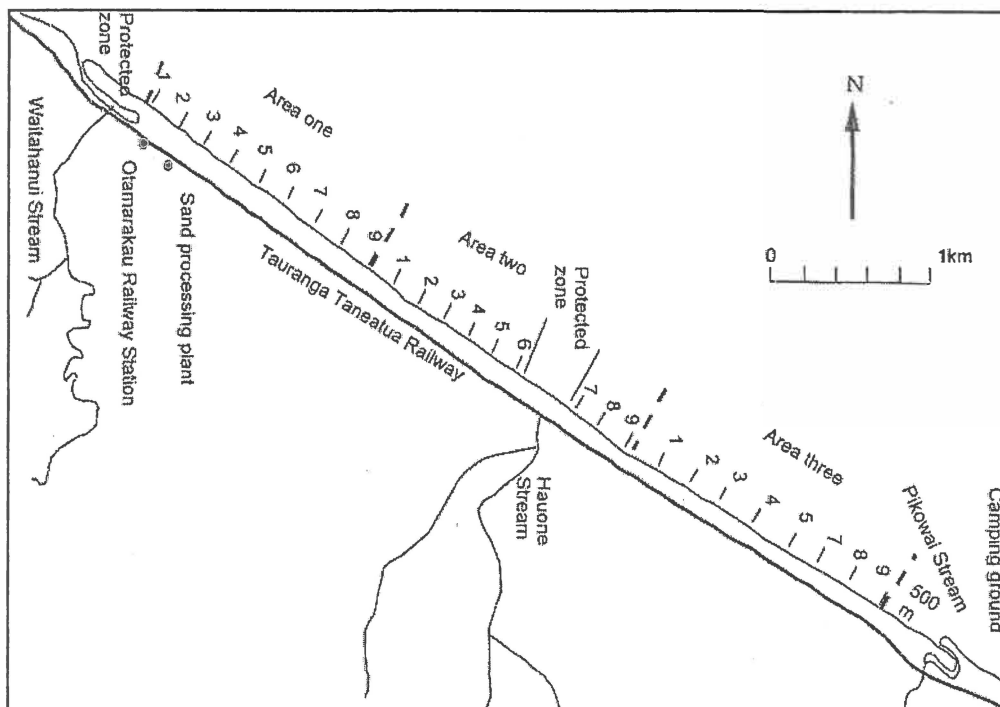 Protected
zone
Area one
1
2
3
4
5
6
7
8
9
Waitahanui Stream
Otamarakau Railway Station
Sand processing plant
Tauranga Taneatua Railway
Area two
1
2
3
4
5
6
Protected
zone
7
8
9
Hauone
Stream
Area three
1
2
3
4
5
7
8
9
500
m
Pikowai Stream
Camping ground
N
0
1km